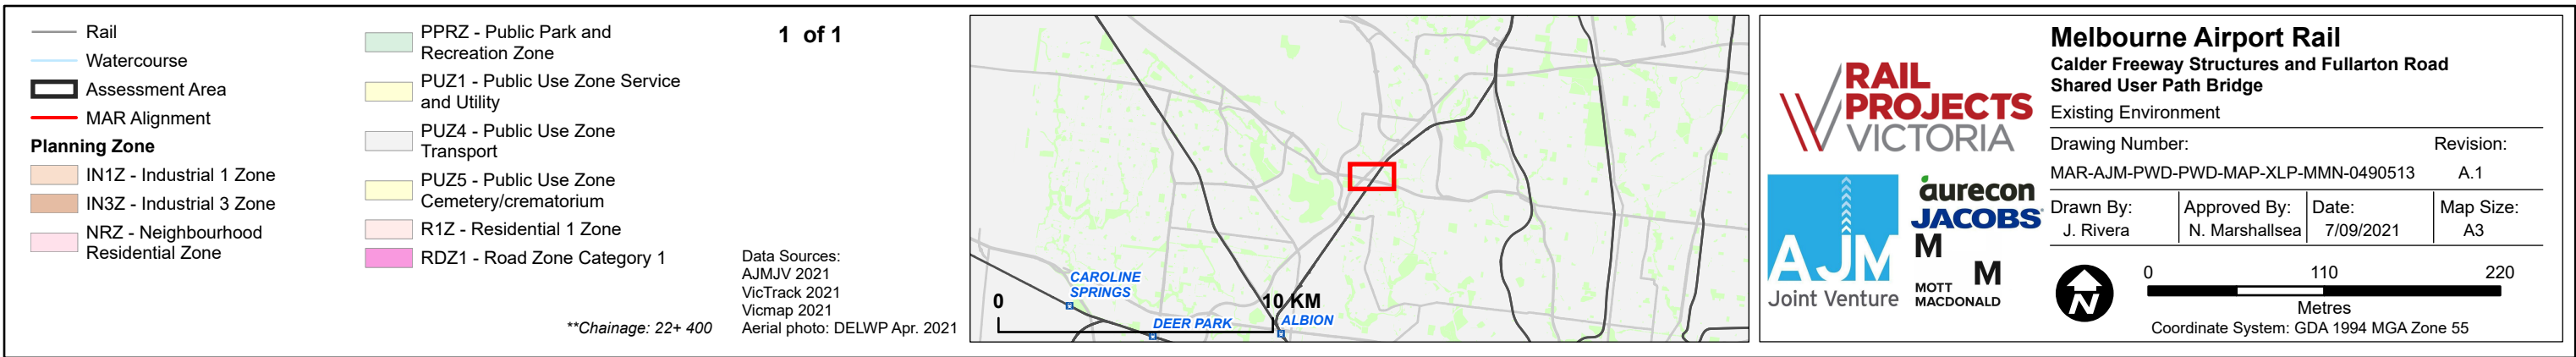 Rail
Watercourse
Assessment Area
MAR Alignment
Planning Zone
IN1Z - Industrial 1 Zone
IN3Z - Industrial 3 Zone
NRZ - Neighbourhood
Residential Zone
PPRZ - Public Park and
Recreation Zone
PUZ1 - Public Use Zone Service
and Utility
PUZ4 - Public Use Zone
Transport
PUZ5 - Public Use Zone
Cemetery/crematorium
R1Z - Residential 1 Zone
RDZ1 - Road Zone Category 1
**Chainage: 22+ 400
1 of 1
Data Sources:
AJMJV 2021
VicTrack 2021
Vicmap 2021
Aerial photo: DELWP Apr. 2021
CAROLINE
SPRINGS
DEER PARK
ALBION
0 10 KM
RAIL
PROJECTS
VICTORIA
AJM
Joint Venture
aurecon
JACOBS
M
M
MOTT
MACDONALD
Melbourne Airport Rail
Calder Freeway Structures and Fullarton Road
Shared User Path Bridge
Existing Environment
Drawing Number: Revision:
MAR-AJM-PWD-PWD-MAP-XLP-MMN-0490513 A.1
Drawn By: Approved By: Date: Map Size:
J. Rivera N. Marshallsea 7/09/2021 A3
N
0 110 220
Metres
Coordinate System: GDA 1994 MGA Zone 55